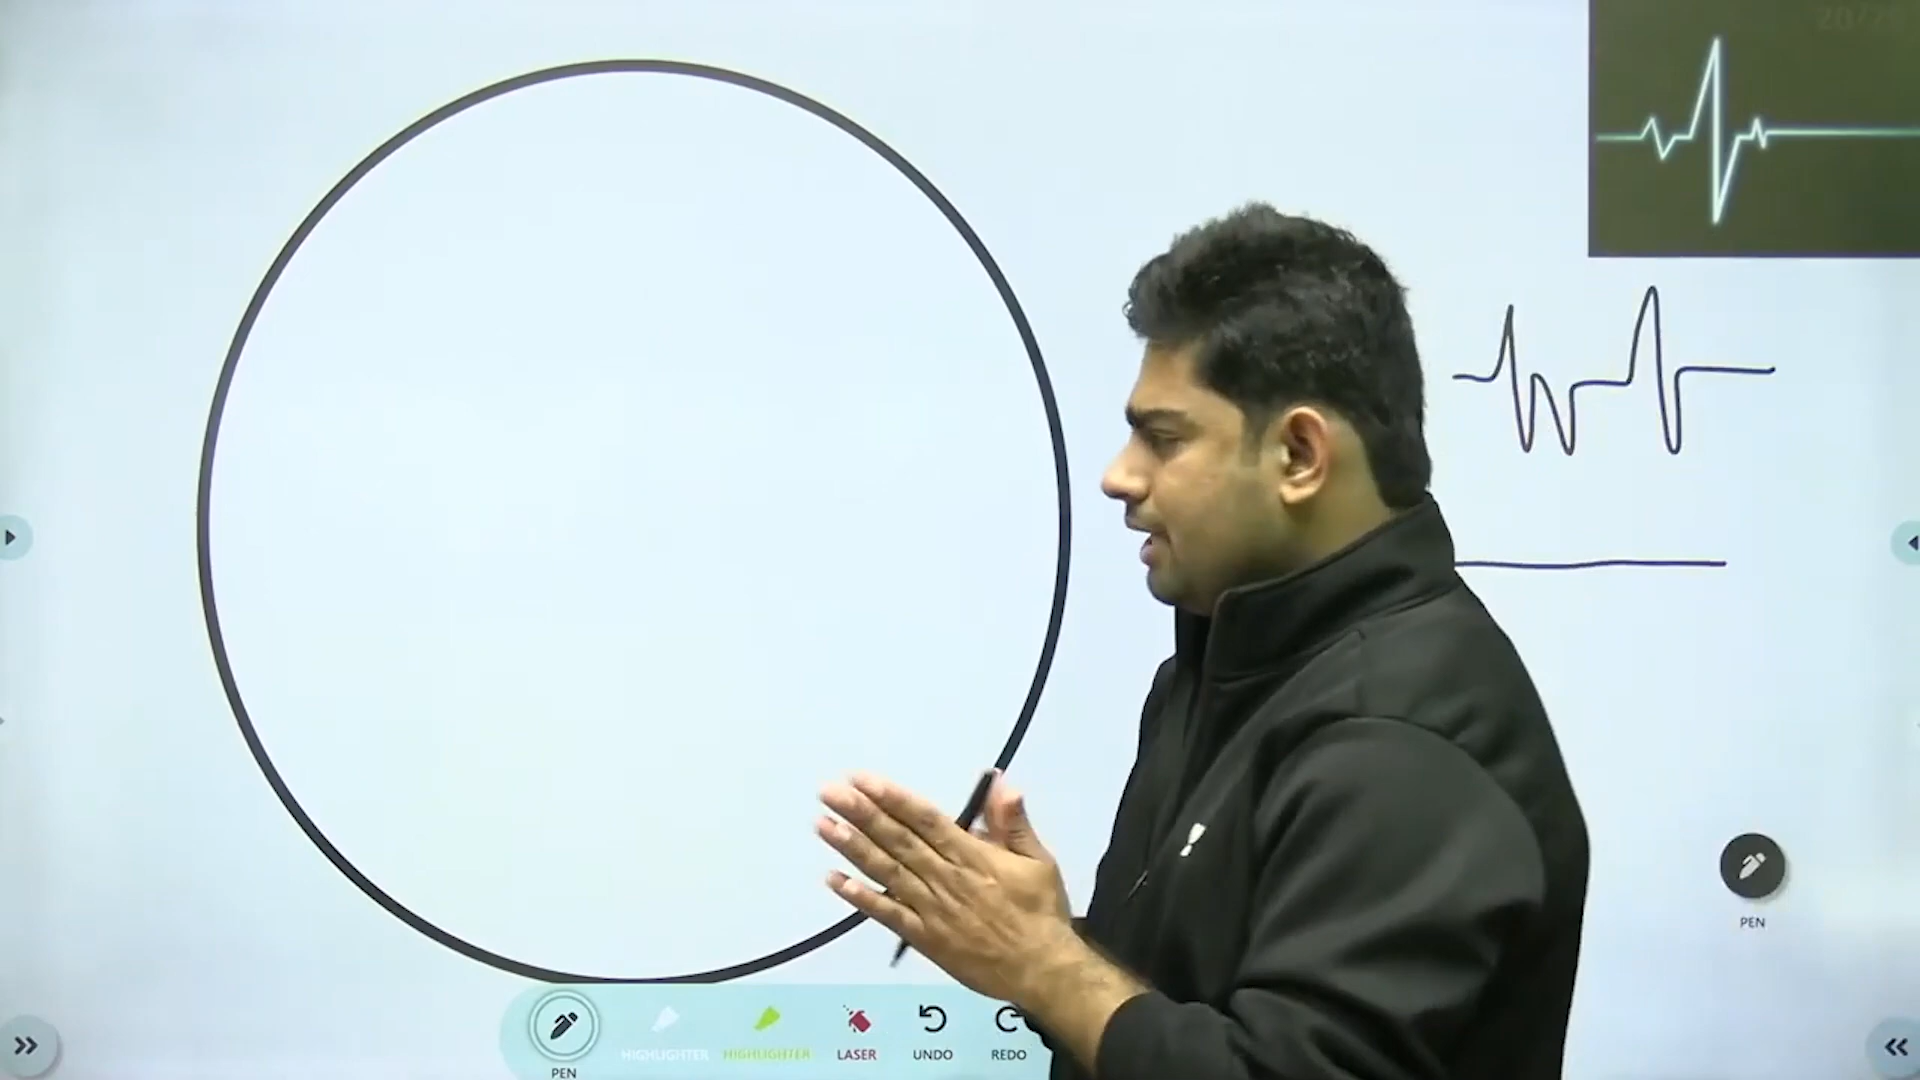 PEN
HIGHLIGHTER
HIGHLIGHTER
LASER
UNDO
REDO
PEN